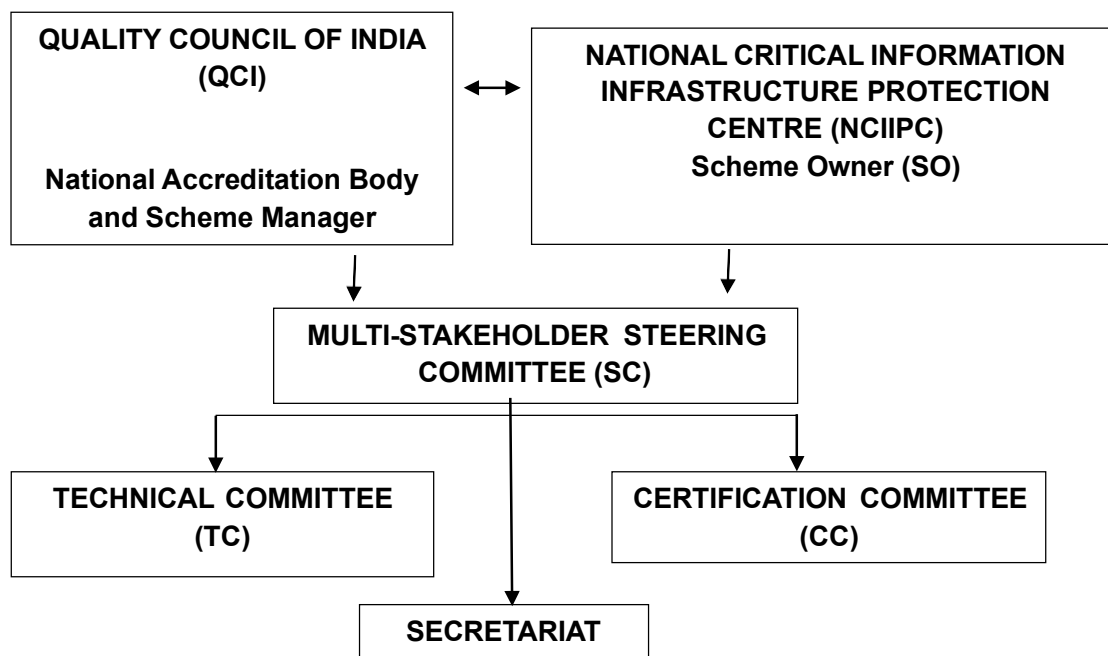 QUALITY COUNCIL OF INDIA
(QCI)
National Accreditation Body
and Scheme Manager
NATIONAL CRITICAL INFORMATION
INFRASTRUCTURE PROTECTION
CENTRE (NCIIPC)
Scheme Owner (SO)
MULTI-STAKEHOLDER STEERING
COMMITTEE (SC)
TECHNICAL COMMITTEE
(TC)
CERTIFICATION COMMITTEE
(CC)
SECRETARIAT